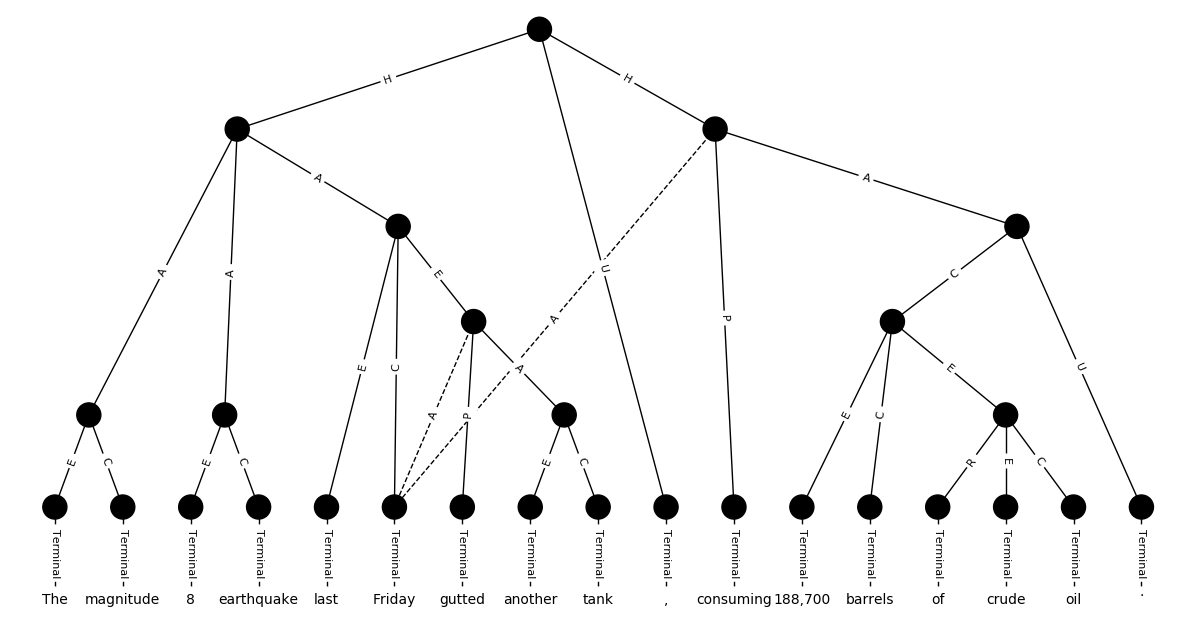 H H
A A A U A
E C E A P C U
A P A E C E
E C E C E C R E C
Terminal Terminal Terminal Terminal Terminal Terminal Terminal Terminal Terminal Terminal Terminal Terminal Terminal Terminal Terminal Terminal Terminal
The magnitude 8 earthquake last Friday gutted another tank , consuming 188,700 barrels of crude oil .